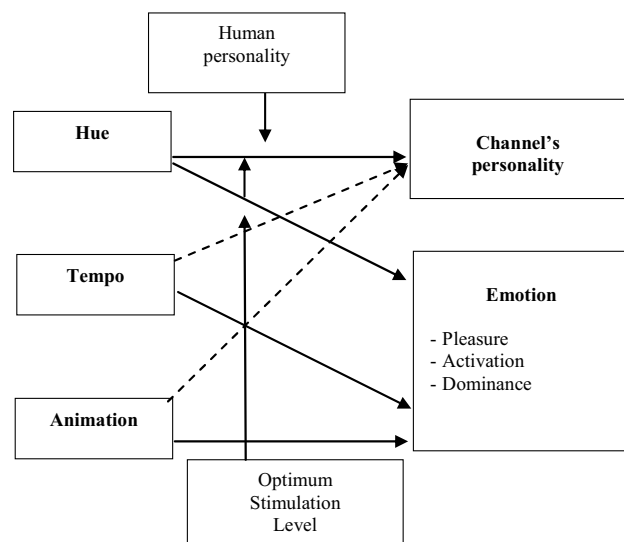 Human
personality
Hue
Channel's
personality
Tempo
Emotion
- Pleasure
- Activation
- Dominance
Animation
Optimum
Stimulation
Level